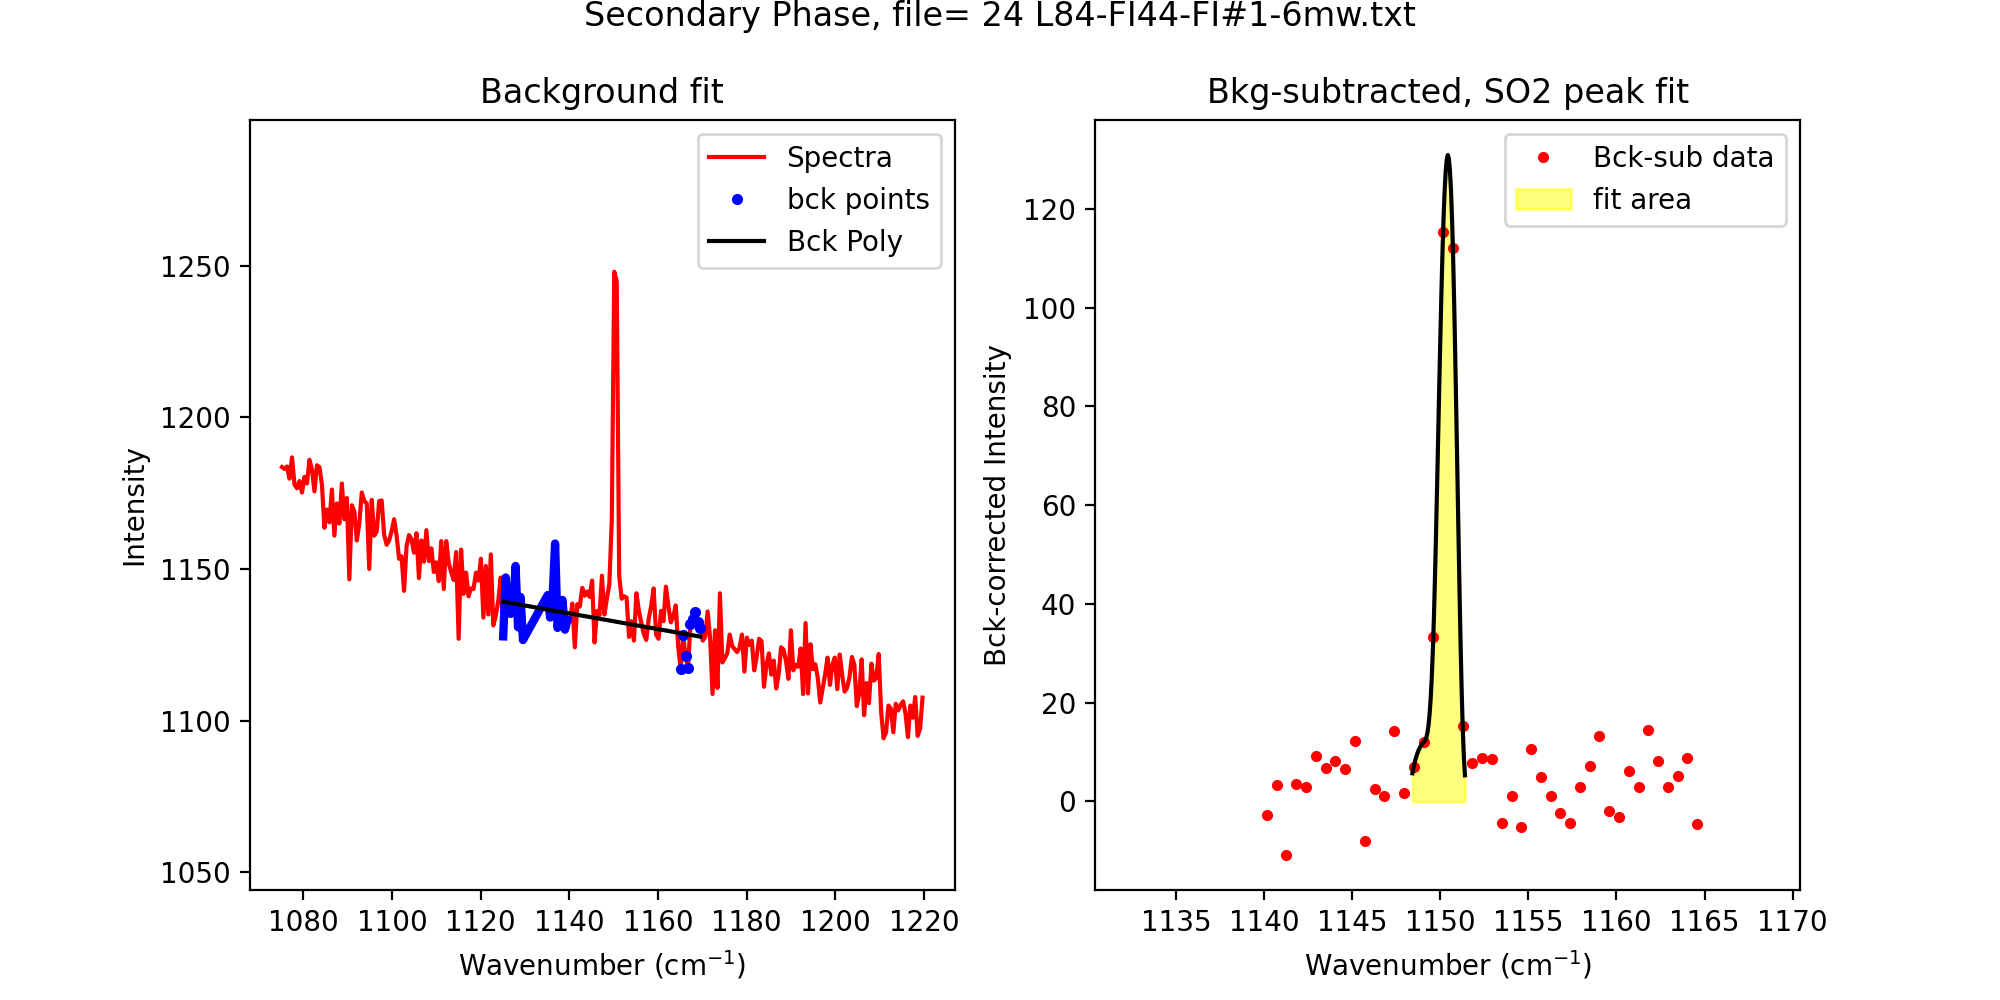 Secondary Phase, file= 24 L84-FI44-FI#1-6mw.txt
Background fit
Spectra
bck points
Bck Poly
1250
1200
1150
1100
1050
Intensity
1080 1100 1120 1140 1160 1180 1200 1220
Wavenumber (cm⁻¹)
Bkg-subtracted, SO2 peak fit
Bck-sub data
fit area
120
100
80
60
40
20
0
Bck-corrected Intensity
1135 1140 1145 1150 1155 1160 1165 1170
Wavenumber (cm⁻¹)